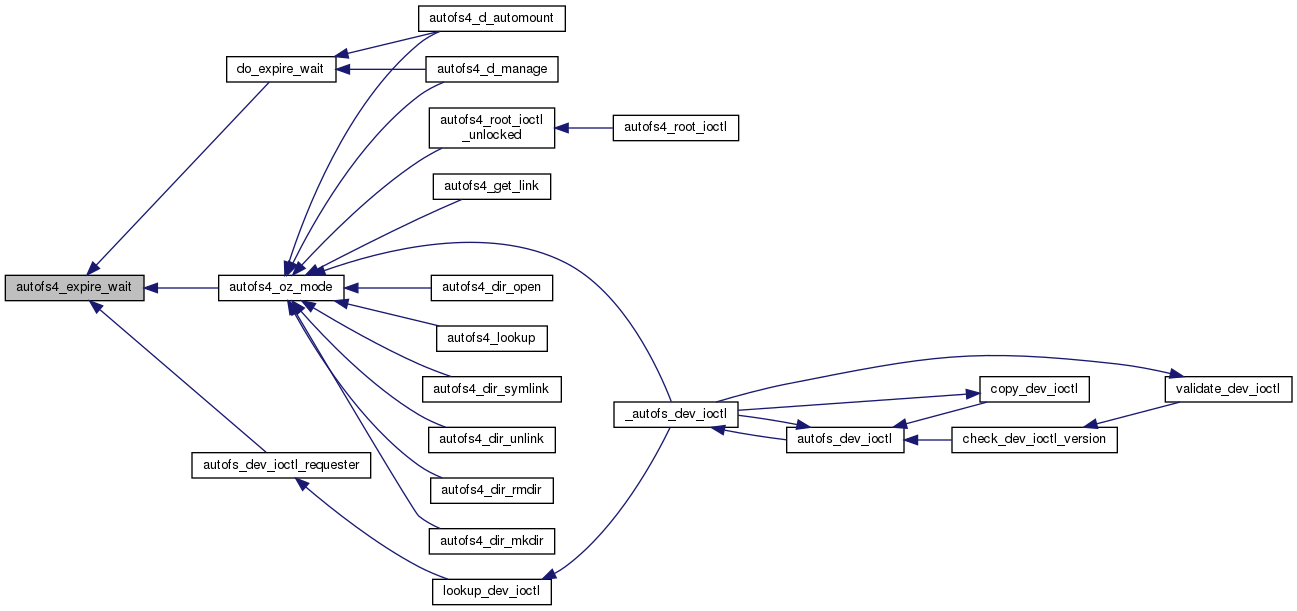 autofs4_d_automount
do_expire_wait
autofs4_d_manage
autofs4_root_ioctl
_unlocked
autofs4_root_ioctl
autofs4_get_link
autofs4_expire_wait
autofs4_oz_mode
autofs4_dir_open
autofs4_lookup
autofs4_dir_symlink
copy_dev_ioctl
validate_dev_ioctl
_autofs_dev_ioctl
autofs4_dir_unlink
autofs_dev_ioctl
check_dev_ioctl_version
autofs_dev_ioctl_requester
autofs4_dir_rmdir
autofs4_dir_mkdir
lookup_dev_ioctl